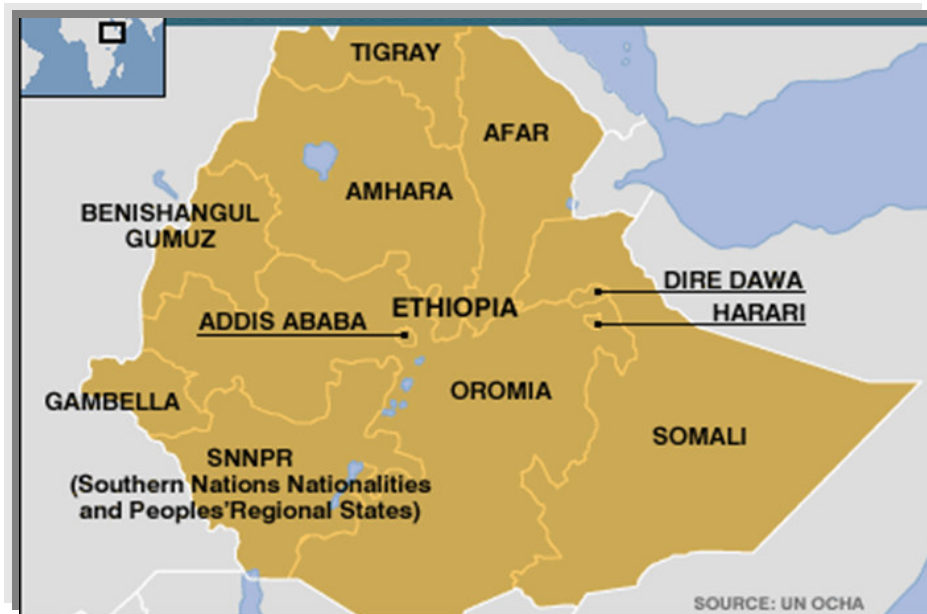 TIGRAY
AFAR
AMHARA
BENISHANGUL
GUMUZ
DIRE DAWA
ETHIOPIA
HARARI
ADDIS ABABA
OROMIA
GAMBELLA
SOMALI
SNNPR
(Southern Nations Nationalities
and Peoples'Regional States)
SOURCE: UN OCHA